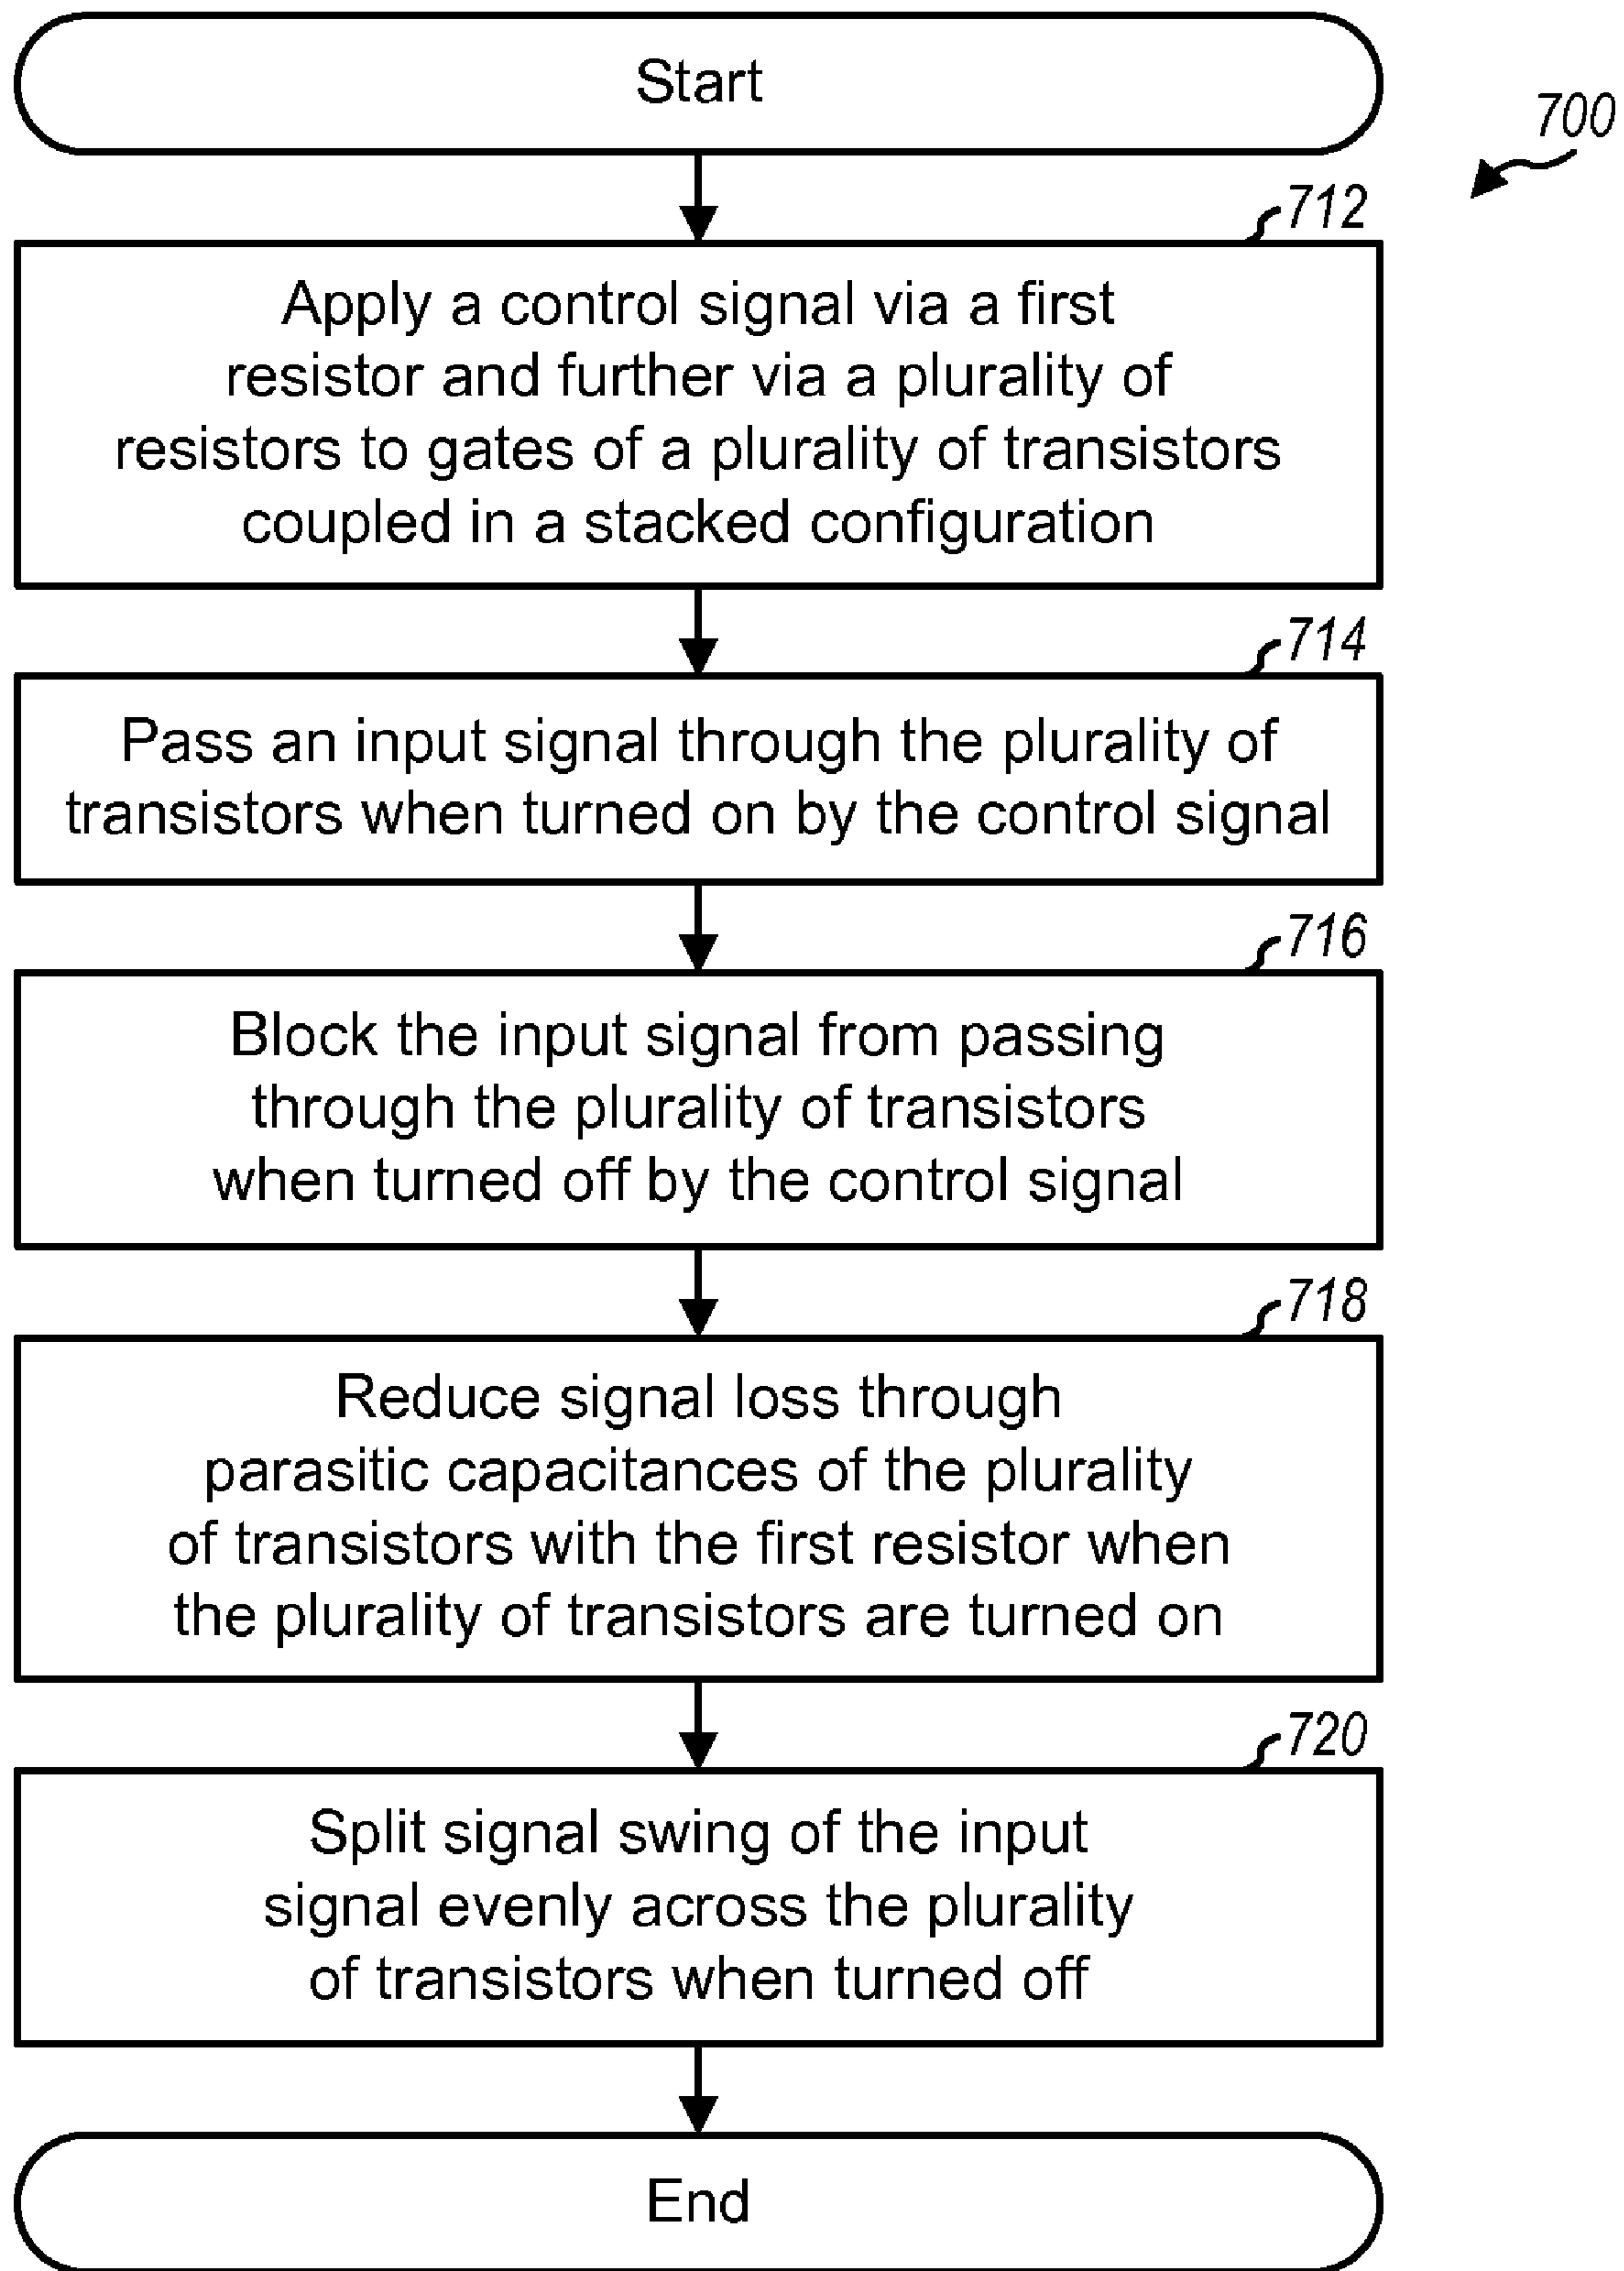 Start
700
712
Apply a control signal via a first
resistor and further via a plurality of
resistors to gates of a plurality of transistors
coupled in a stacked configuration
714
Pass an input signal through the plurality of
transistors when turned on by the control signal
716
Block the input signal from passing
through the plurality of transistors
when turned off by the control signal
718
Reduce signal loss through
parasitic capacitances of the plurality
of transistors with the first resistor when
the plurality of transistors are turned on
720
Split signal swing of the input
signal evenly across the plurality
of transistors when turned off
End